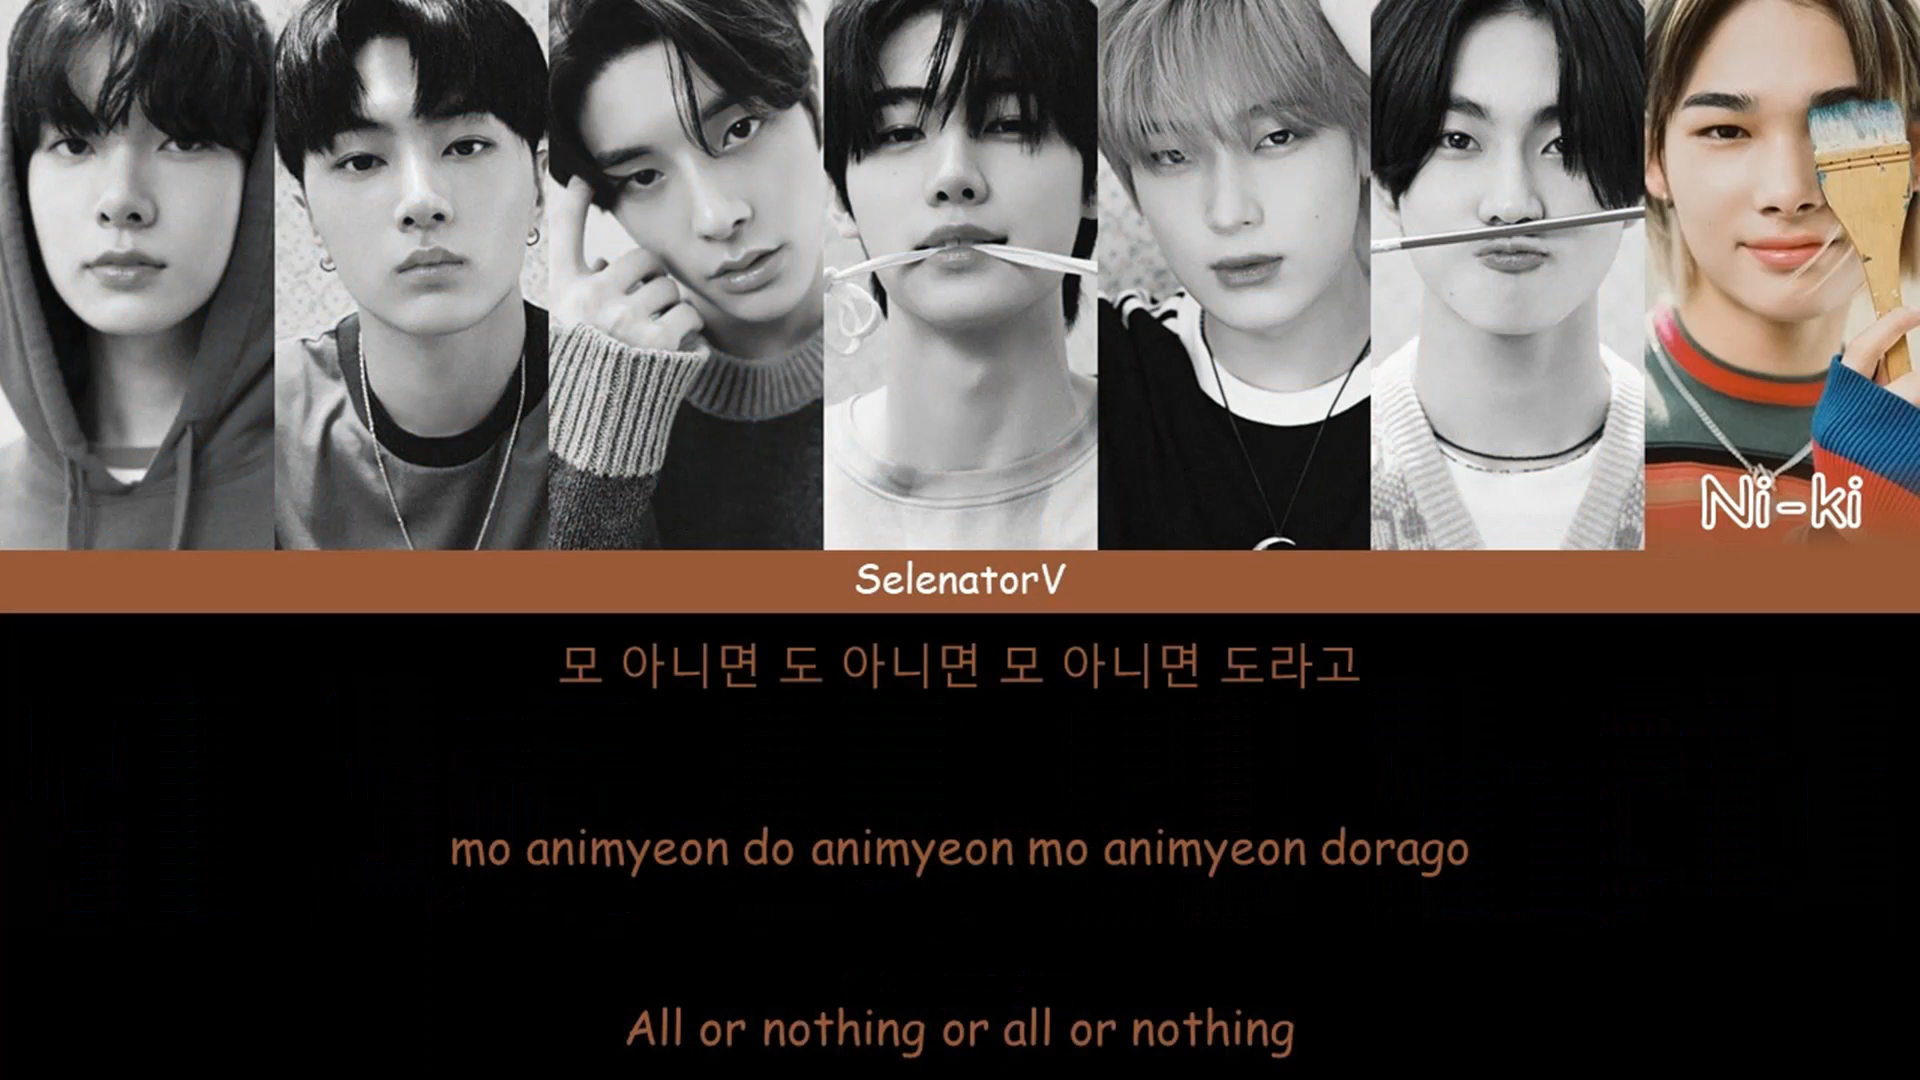 Ni-ki
SelenatorV
모 아니면 도 아니면 모 아니면 도라고
mo animyeon do animyeon mo animyeon dorago
All or nothing or all or nothing